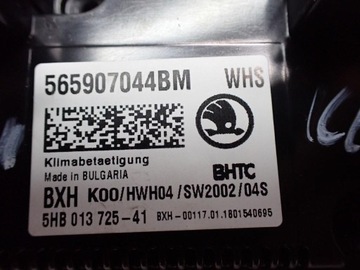 565907044BM WHS
Klimabetaetigung
Made in BULGARIA
BHTC
BXH K00/HWH04/SW2002/04S
5HB 013 725-41 BXH-00117.01.1801540695